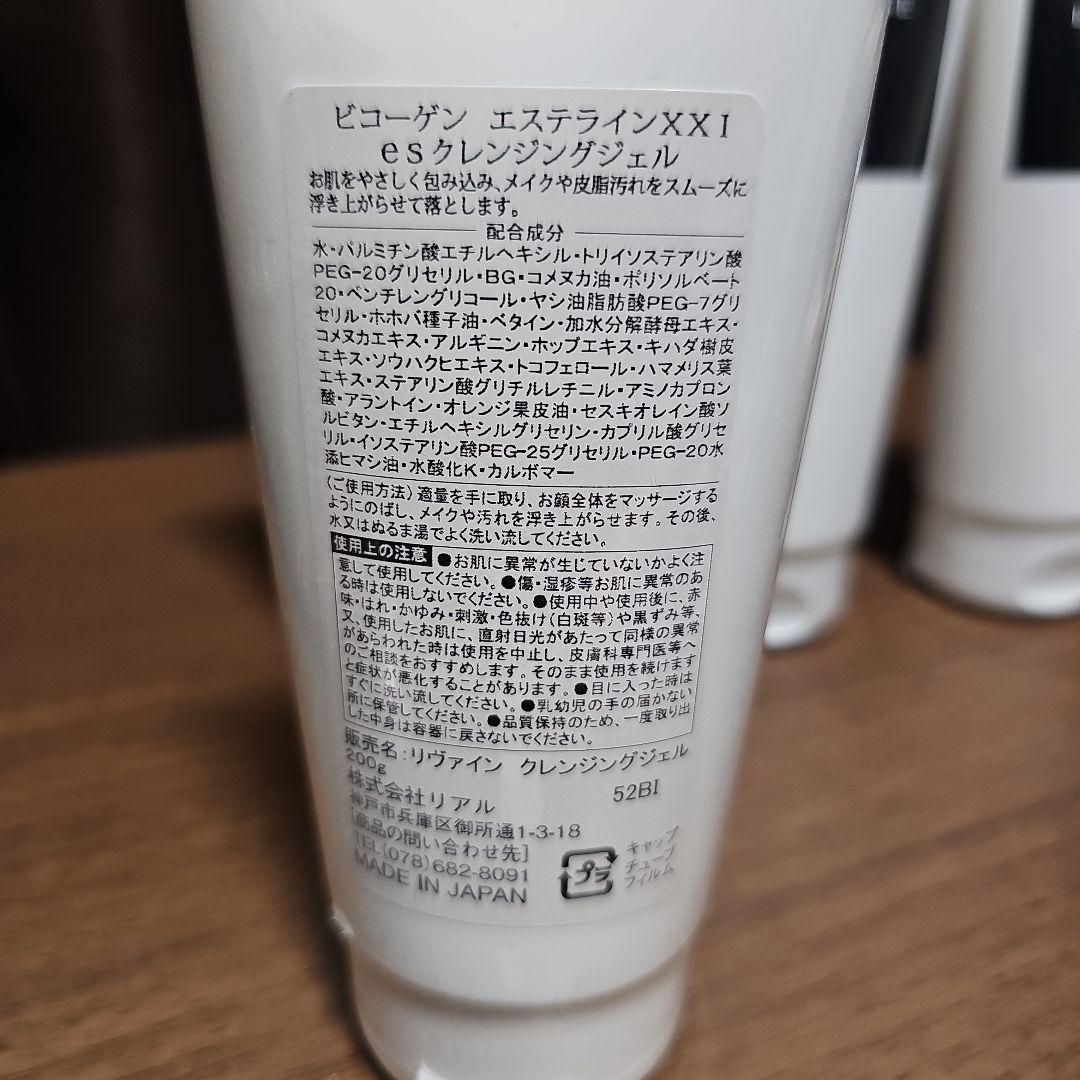 ビコーゲン エステラインXXI
esクレンジングジェル
お肌をやさしく包み込み、メイクや皮脂汚れをスムーズに
浮き上がらせて落とします。
配合成分
水・パルミチン酸エチルヘキシル・トリイソステアリン酸
PEG-20グリセリル・BG・コメヌカ油・ポリソルベート
20・ペンチレングリコール・ヤシ油脂肪酸PEG-7グリ
セリル・ホホバ種子油・ベタイン・加水分解酵母エキス・
コメヌカエキス・アルギニン・ホップエキス・キハダ樹皮
エキス・ソウハクヒエキス・トコフェロール・ハマメリス葉
エキス・ステアリン酸グリチルレチニル・アミノカプロン
酸・アラントイン・オレンジ果皮油・セスキオレイン酸ソ
ルビタン・エチルヘキシルグリセリン・カプリル酸グリセ
リル・イソステアリン酸PEG-25グリセリル・PEG-20水
添ヒマシ油・水酸化K・カルボマー
〈ご使用方法〉適量を手に取り、お顔全体をマッサージする
ようにのばし、メイクや汚れを浮き上がらせます。その後、
水又はぬるま湯でよく洗い流してください。
使用上の注意 ●お肌に異常が生じていないかよく注
意して使用してください。●傷・湿疹等お肌に異常のあ
る時は使用しないでください。●使用中や使用後に、赤
味・はれ・かゆみ・刺激・色抜け(白斑等)や黒ずみ等、
又、使用したお肌に、直射日光があたって同様の異常
があらわれた時は使用を中止し、皮膚科専門医等へ
のご相談をおすすめします。そのまま使用を続けます
と症状が悪化することがあります。●目に入った時は
すぐに洗い流してください。●乳幼児の手の届かない
所に保管してください。●品質保持のため、一度取り出
した中身は容器に戻さないでください。
販売名:リヴァイン クレンジングジェル
200g
52BI
株式会社リアル
神戸市兵庫区御所通1-3-18
[商品の問い合わせ先]
TEL(078)682-8091
MADE IN JAPAN
プラ
キャップ
チューブ
フィルム